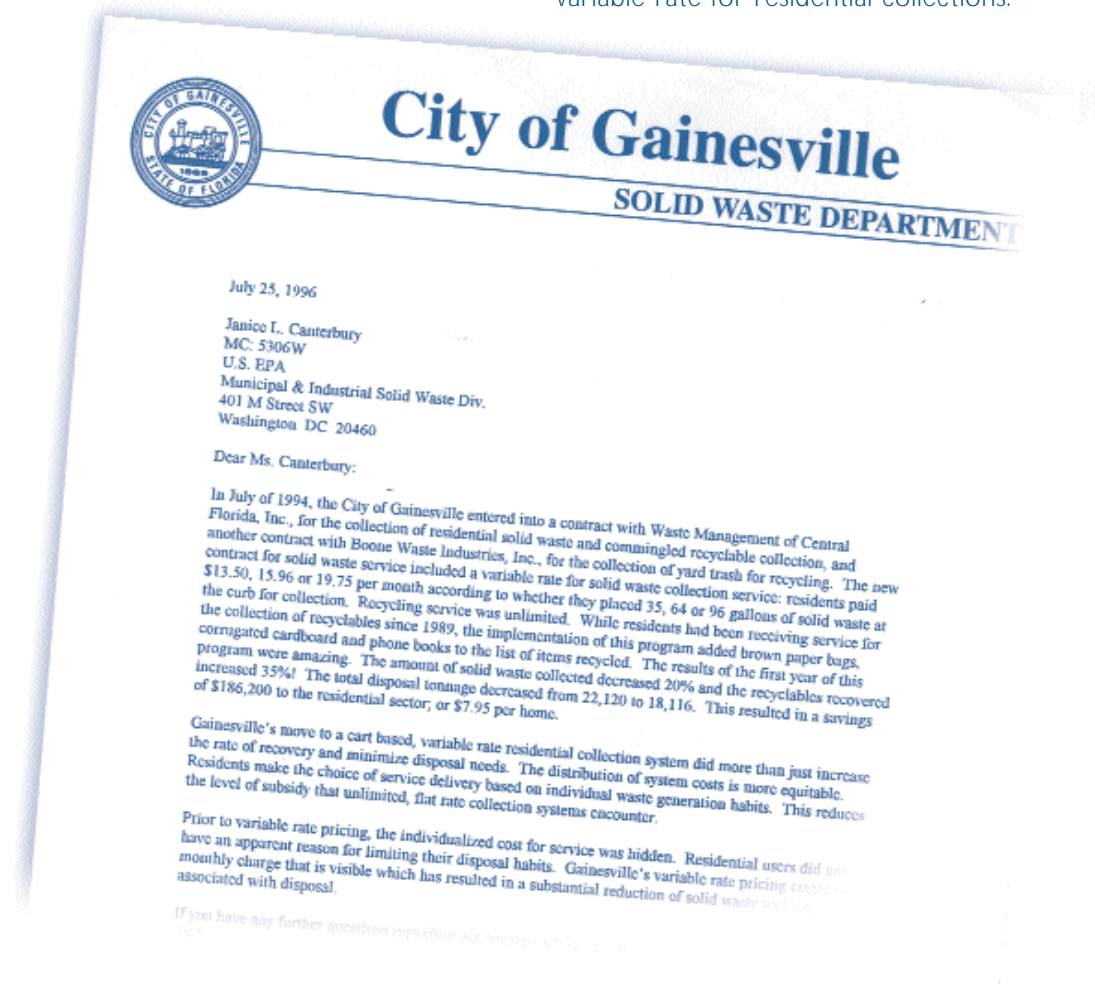 variable rate for residential collections.
CITY OF GAINESVILLE
1869
STATE OF FLORIDA
City of Gainesville
SOLID WASTE DEPARTMENT
July 25, 1996
Janice L. Canterbury
MC: 5306W
U.S. EPA
Municipal & Industrial Solid Waste Div.
401 M Street SW
Washington DC 20460
Dear Ms. Canterbury:
In July of 1994, the City of Gainesville entered into a contract with Waste Management of Central
Florida, Inc., for the collection of residential solid waste and commingled recyclable collection, and
another contract with Boone Waste Industries, Inc., for the collection of yard trash for recycling. The new
contract for solid waste service included a variable rate for solid waste collection service: residents paid
$13.50, 15.96 or 19.75 per month according to whether they placed 35, 64 or 96 gallons of solid waste at
the curb for collection. Recycling service was unlimited. While residents had been receiving service for
the collection of recyclables since 1989, the implementation of this program added brown paper bags,
corrugated cardboard and phone books to the list of items recycled. The results of the first year of this
program were amazing. The amount of solid waste collected decreased 20% and the recyclables recovered
increased 35%! The total disposal tonnage decreased from 22,120 to 18,116. This resulted in a savings
of $186,200 to the residential sector, or $7.95 per home.
Gainesville's move to a cart based, variable rate residential collection system did more than just increase
the rate of recovery and minimize disposal needs. The distribution of system costs is more equitable.
Residents make the choice of service delivery based on individual waste generation habits. This reduces
the level of subsidy that unlimited, flat rate collection systems encounter.
Prior to variable rate pricing, the individualized cost for service was hidden. Residential users did
have an apparent reason for limiting their disposal habits. Gainesville's variable rate pricing
monthly charge that is visible which has resulted in a substantial reduction of solid waste
associated with disposal.
If you have any further questions regarding